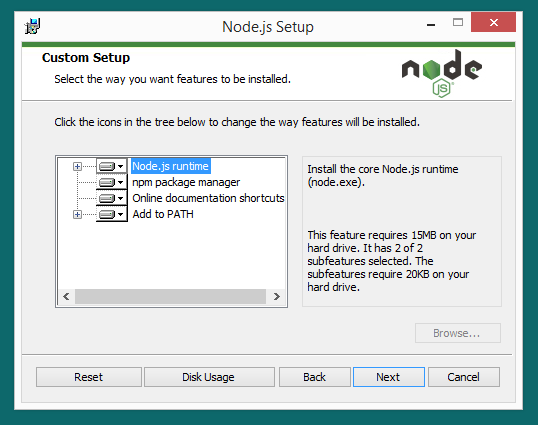 Node.js Setup
Custom Setup
Select the way you want features to be installed.
node
JS
Click the icons in the tree below to change the way features will be installed.
Node.js runtime
npm package manager
Online documentation shortcuts
Add to PATH
Install the core Node.js runtime
(node.exe).
This feature requires 15MB on your
hard drive. It has 2 of 2
subfeatures selected. The
subfeatures require 20KB on your
hard drive.
Browse...
Reset
Disk Usage
Back
Next
Cancel